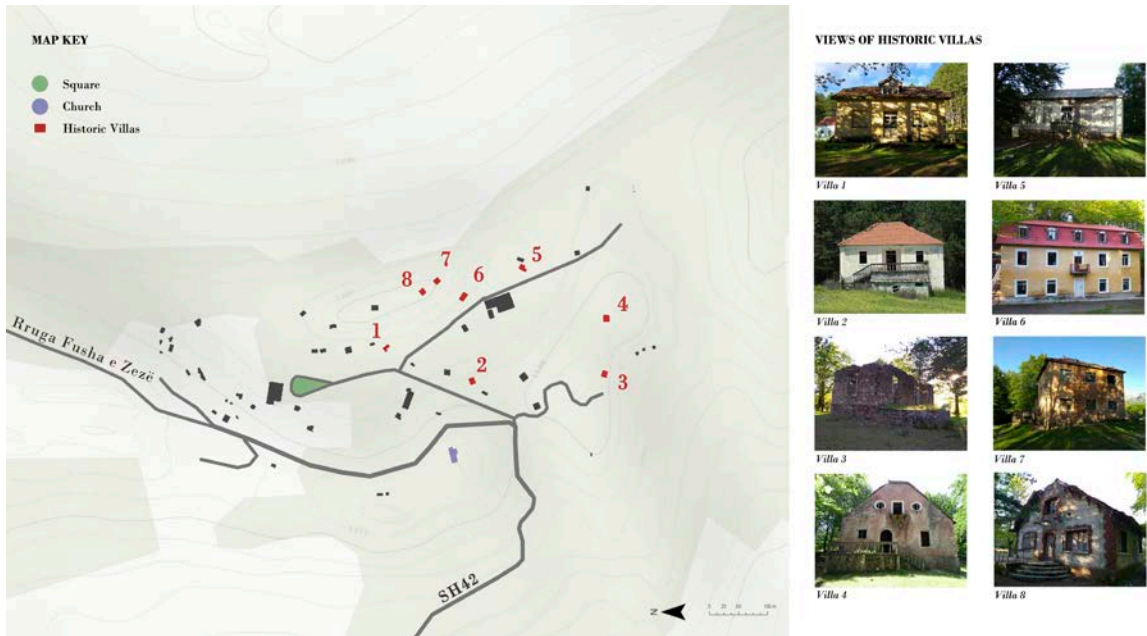 MAP KEY
Square
Church
Historic Villas
8
7
6
5
4
1
2
3
Rruga Fusha e Zezë
SH42
N
VIEWS OF HISTORIC VILLAS
Villa 1
Villa 5
Villa 2
Villa 6
Villa 3
Villa 7
Villa 4
Villa 8